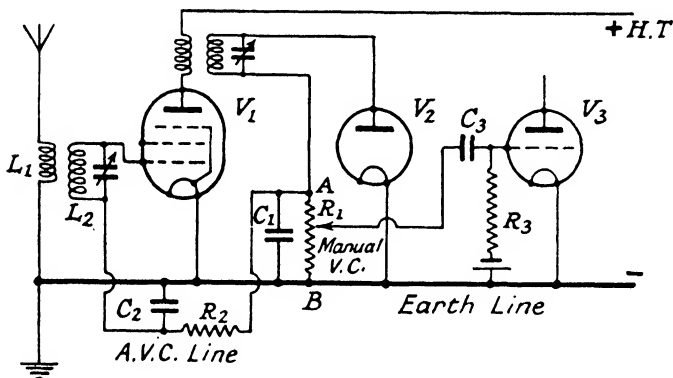 + H.T
V1
V2
C3
V3
L1
L2
A
C1
R1
R3
Manual
V.C.
-
C2
R2
B
Earth Line
A.V.C. Line